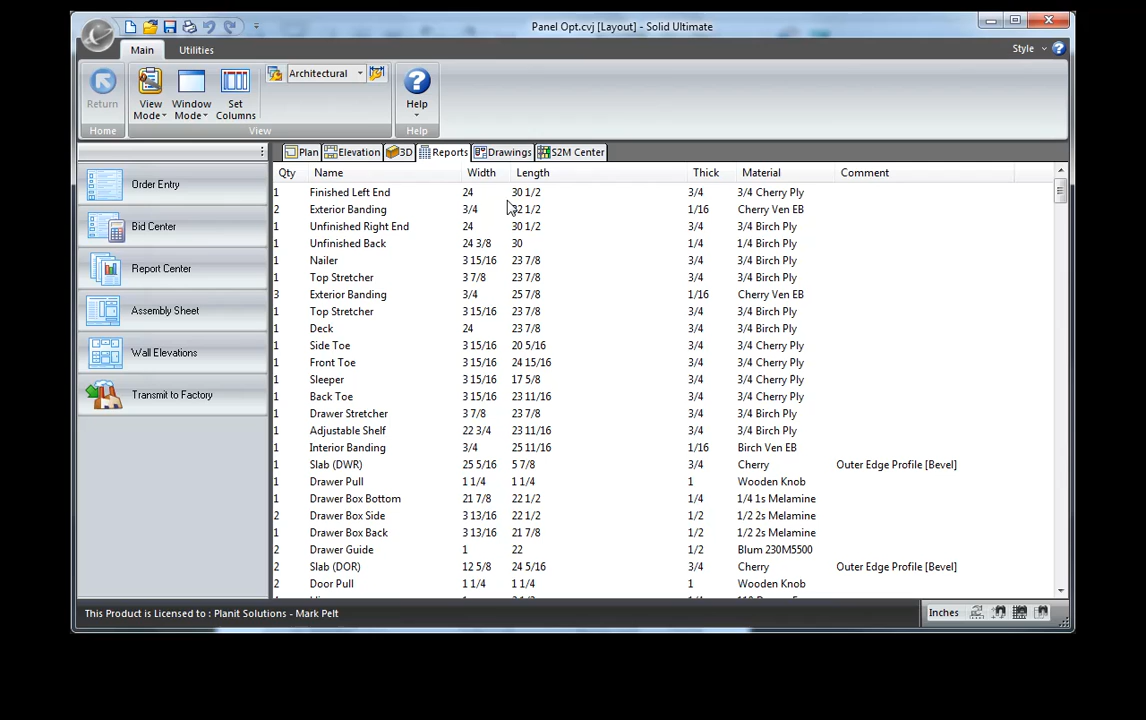 Panel Opt.cvj [Layout] - Solid Ultimate
Main Utilities Style
Return View Mode Window Mode Set Columns Architectural Help
Home View Help
Plan Elevation 3D Reports Drawings S2M Center
Order Entry
Bid Center
Report Center
Assembly Sheet
Wall Elevations
Transmit to Factory
Qty Name Width Length Thick Material Comment
1 Finished Left End 24 30 1/2 3/4 3/4 Cherry Ply
2 Exterior Banding 3/4 32 1/2 1/16 Cherry Ven EB
1 Unfinished Right End 24 30 1/2 3/4 3/4 Birch Ply
1 Unfinished Back 24 3/8 30 1/4 1/4 Birch Ply
1 Nailer 3 15/16 23 7/8 3/4 3/4 Birch Ply
1 Top Stretcher 3 7/8 23 7/8 3/4 3/4 Birch Ply
3 Exterior Banding 3/4 25 7/8 1/16 Cherry Ven EB
1 Top Stretcher 3 15/16 23 7/8 3/4 3/4 Birch Ply
1 Deck 24 23 7/8 3/4 3/4 Birch Ply
1 Side Toe 3 15/16 20 5/16 3/4 3/4 Cherry Ply
1 Front Toe 3 15/16 24 15/16 3/4 3/4 Cherry Ply
1 Sleeper 3 15/16 17 5/8 3/4 3/4 Cherry Ply
1 Back Toe 3 15/16 23 11/16 3/4 3/4 Cherry Ply
1 Drawer Stretcher 3 7/8 23 7/8 3/4 3/4 Birch Ply
1 Adjustable Shelf 22 3/4 23 11/16 3/4 3/4 Birch Ply
1 Interior Banding 3/4 25 11/16 1/16 Birch Ven EB
1 Slab (DWR) 25 5/16 5 7/8 3/4 Cherry Outer Edge Profile [Bevel]
1 Drawer Pull 1 1/4 1 1/4 1 Wooden Knob
1 Drawer Box Bottom 21 7/8 22 1/2 1/4 1/4 1s Melamine
2 Drawer Box Side 3 13/16 22 1/2 1/2 1/2 2s Melamine
1 Drawer Box Back 3 13/16 21 7/8 1/2 1/2 2s Melamine
2 Drawer Guide 1 22 1/2 Blum 230M5500
2 Slab (DOR) 12 5/8 24 5/16 3/4 Cherry Outer Edge Profile [Bevel]
2 Door Pull 1 1/4 1 1/4 1 Wooden Knob
This Product is Licensed to : Planit Solutions - Mark Pelt Inches